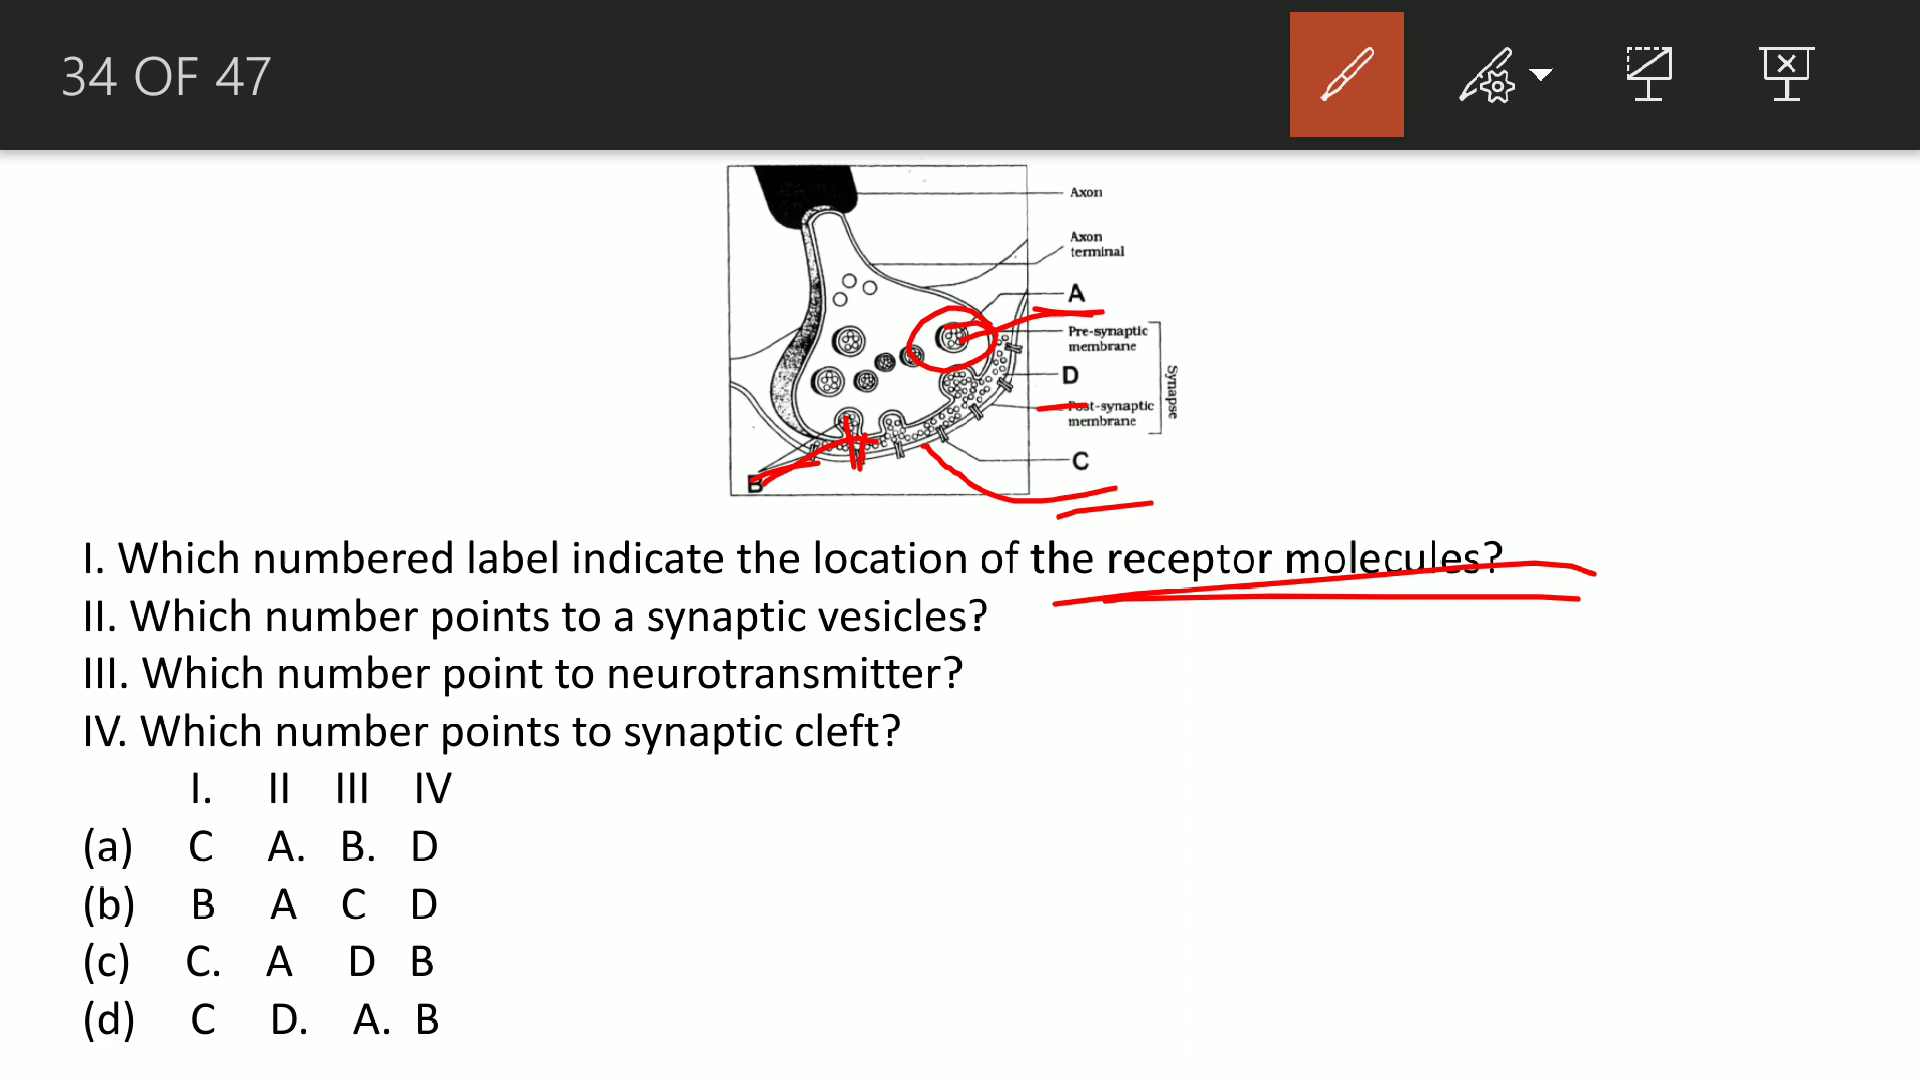 34 OF 47
Axon
Axon
terminal
A
Pre-synaptic
membrane
D
Post-synaptic
membrane
Synapse
C
B
I. Which numbered label indicate the location of the receptor molecules?
II. Which number points to a synaptic vesicles?
III. Which number point to neurotransmitter?
IV. Which number points to synaptic cleft?
I. II III IV
(a) C A. B. D
(b) B A C D
(c) C. A D B
(d) C D. A. B